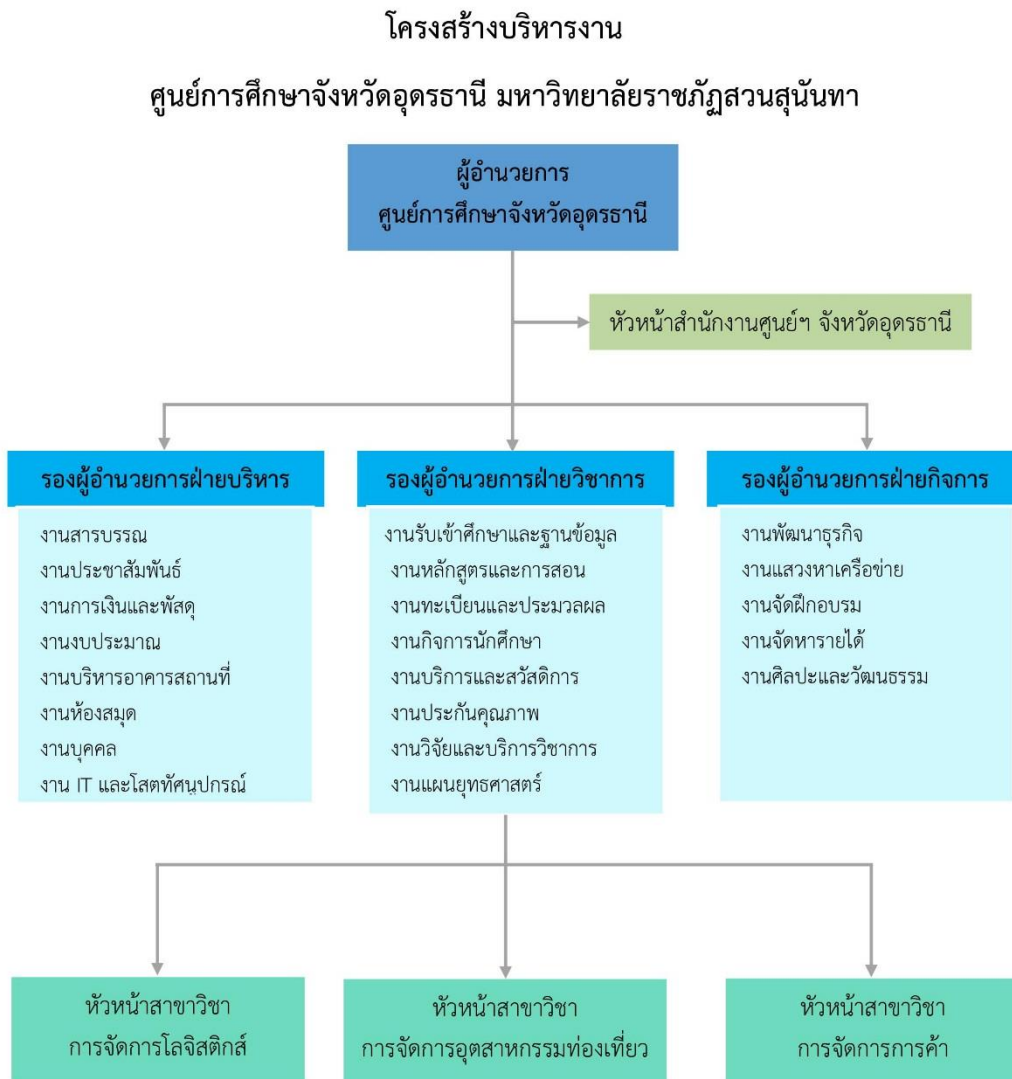 โครงสร้างบริหารงาน
ศูนย์การศึกษาจังหวัดอุดรธานี มหาวิทยาลัยราชภัฏสวนสุนันทา
ผู้อำนวยการ
ศูนย์การศึกษาจังหวัดอุดรธานี
หัวหน้าสำนักงานศูนย์ฯ จังหวัดอุดรธานี
รองผู้อำนวยการฝ่ายบริหาร
งานสารบรรณ
งานประชาสัมพันธ์
งานการเงินและพัสดุ
งานงบประมาณ
งานบริหารอาคารสถานที่
งานห้องสมุด
งานบุคคล
งาน IT และโสตทัศนูปกรณ์
รองผู้อำนวยการฝ่ายวิชาการ
งานรับเข้าศึกษาและฐานข้อมูล
งานหลักสูตรและการสอน
งานทะเบียนและประมวลผล
งานกิจการนักศึกษา
งานบริการและสวัสดิการ
งานประกันคุณภาพ
งานวิจัยและบริการวิชาการ
งานแผนยุทธศาสตร์
รองผู้อำนวยการฝ่ายกิจการ
งานพัฒนาธุรกิจ
งานแสวงหาเครือข่าย
งานจัดฝึกอบรม
งานจัดหารายได้
งานศิลปะและวัฒนธรรม
หัวหน้าสาขาวิชา
การจัดการโลจิสติกส์
หัวหน้าสาขาวิชา
การจัดการอุตสาหกรรมท่องเที่ยว
หัวหน้าสาขาวิชา
การจัดการการค้า